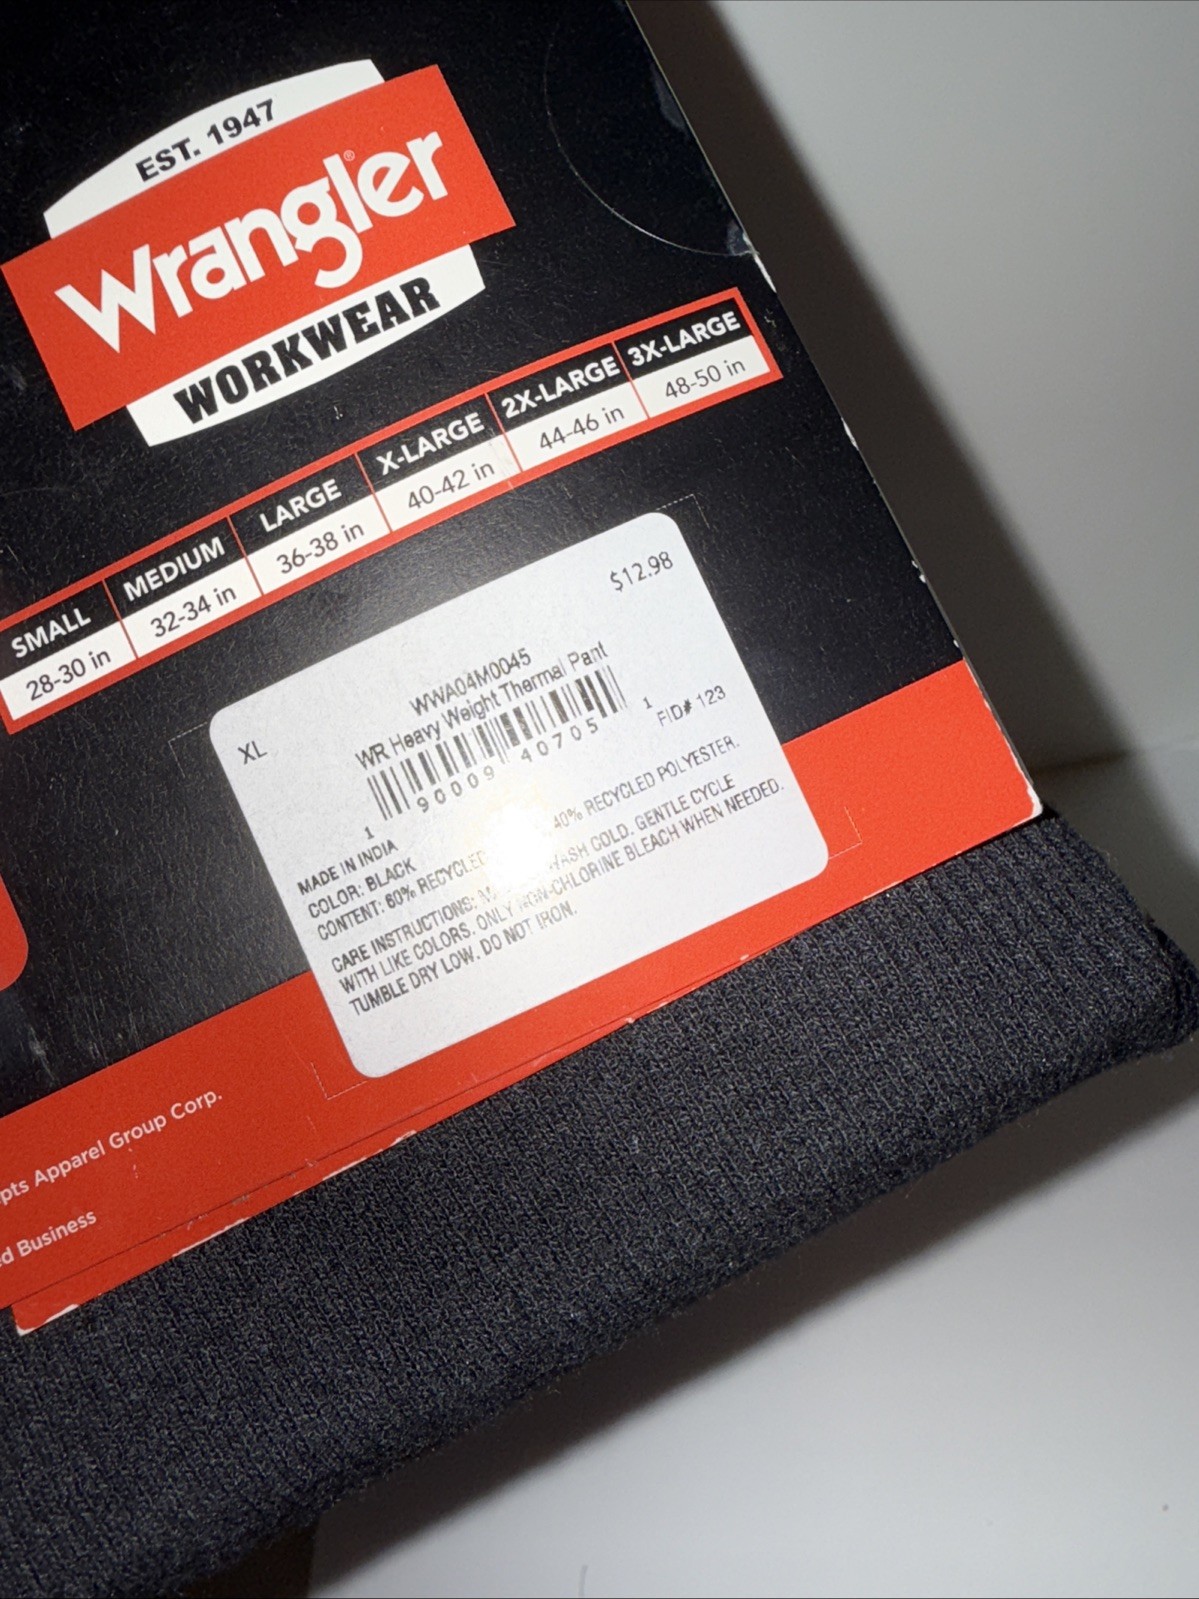 EST. 1947
Wrangler®
WORKWEAR
SMALL MEDIUM LARGE X-LARGE 2X-LARGE 3X-LARGE
28-30 in 32-34 in 36-38 in 40-42 in 44-46 in 48-50 in
$12.98
XL
WWA04M0045
WR Heavy Weight Thermal Pant
1 90009 40705 1
FID# 123
MADE IN INDIA
COLOR: BLACK
CONTENT: 60% RECYCLED 40% RECYCLED POLYESTER.
CARE INSTRUCTIONS: WASH COLD. GENTLE CYCLE
WITH LIKE COLORS. ONLY NON-CHLORINE BLEACH WHEN NEEDED.
TUMBLE DRY LOW. DO NOT IRON.
Apparel Group Corp.
Business